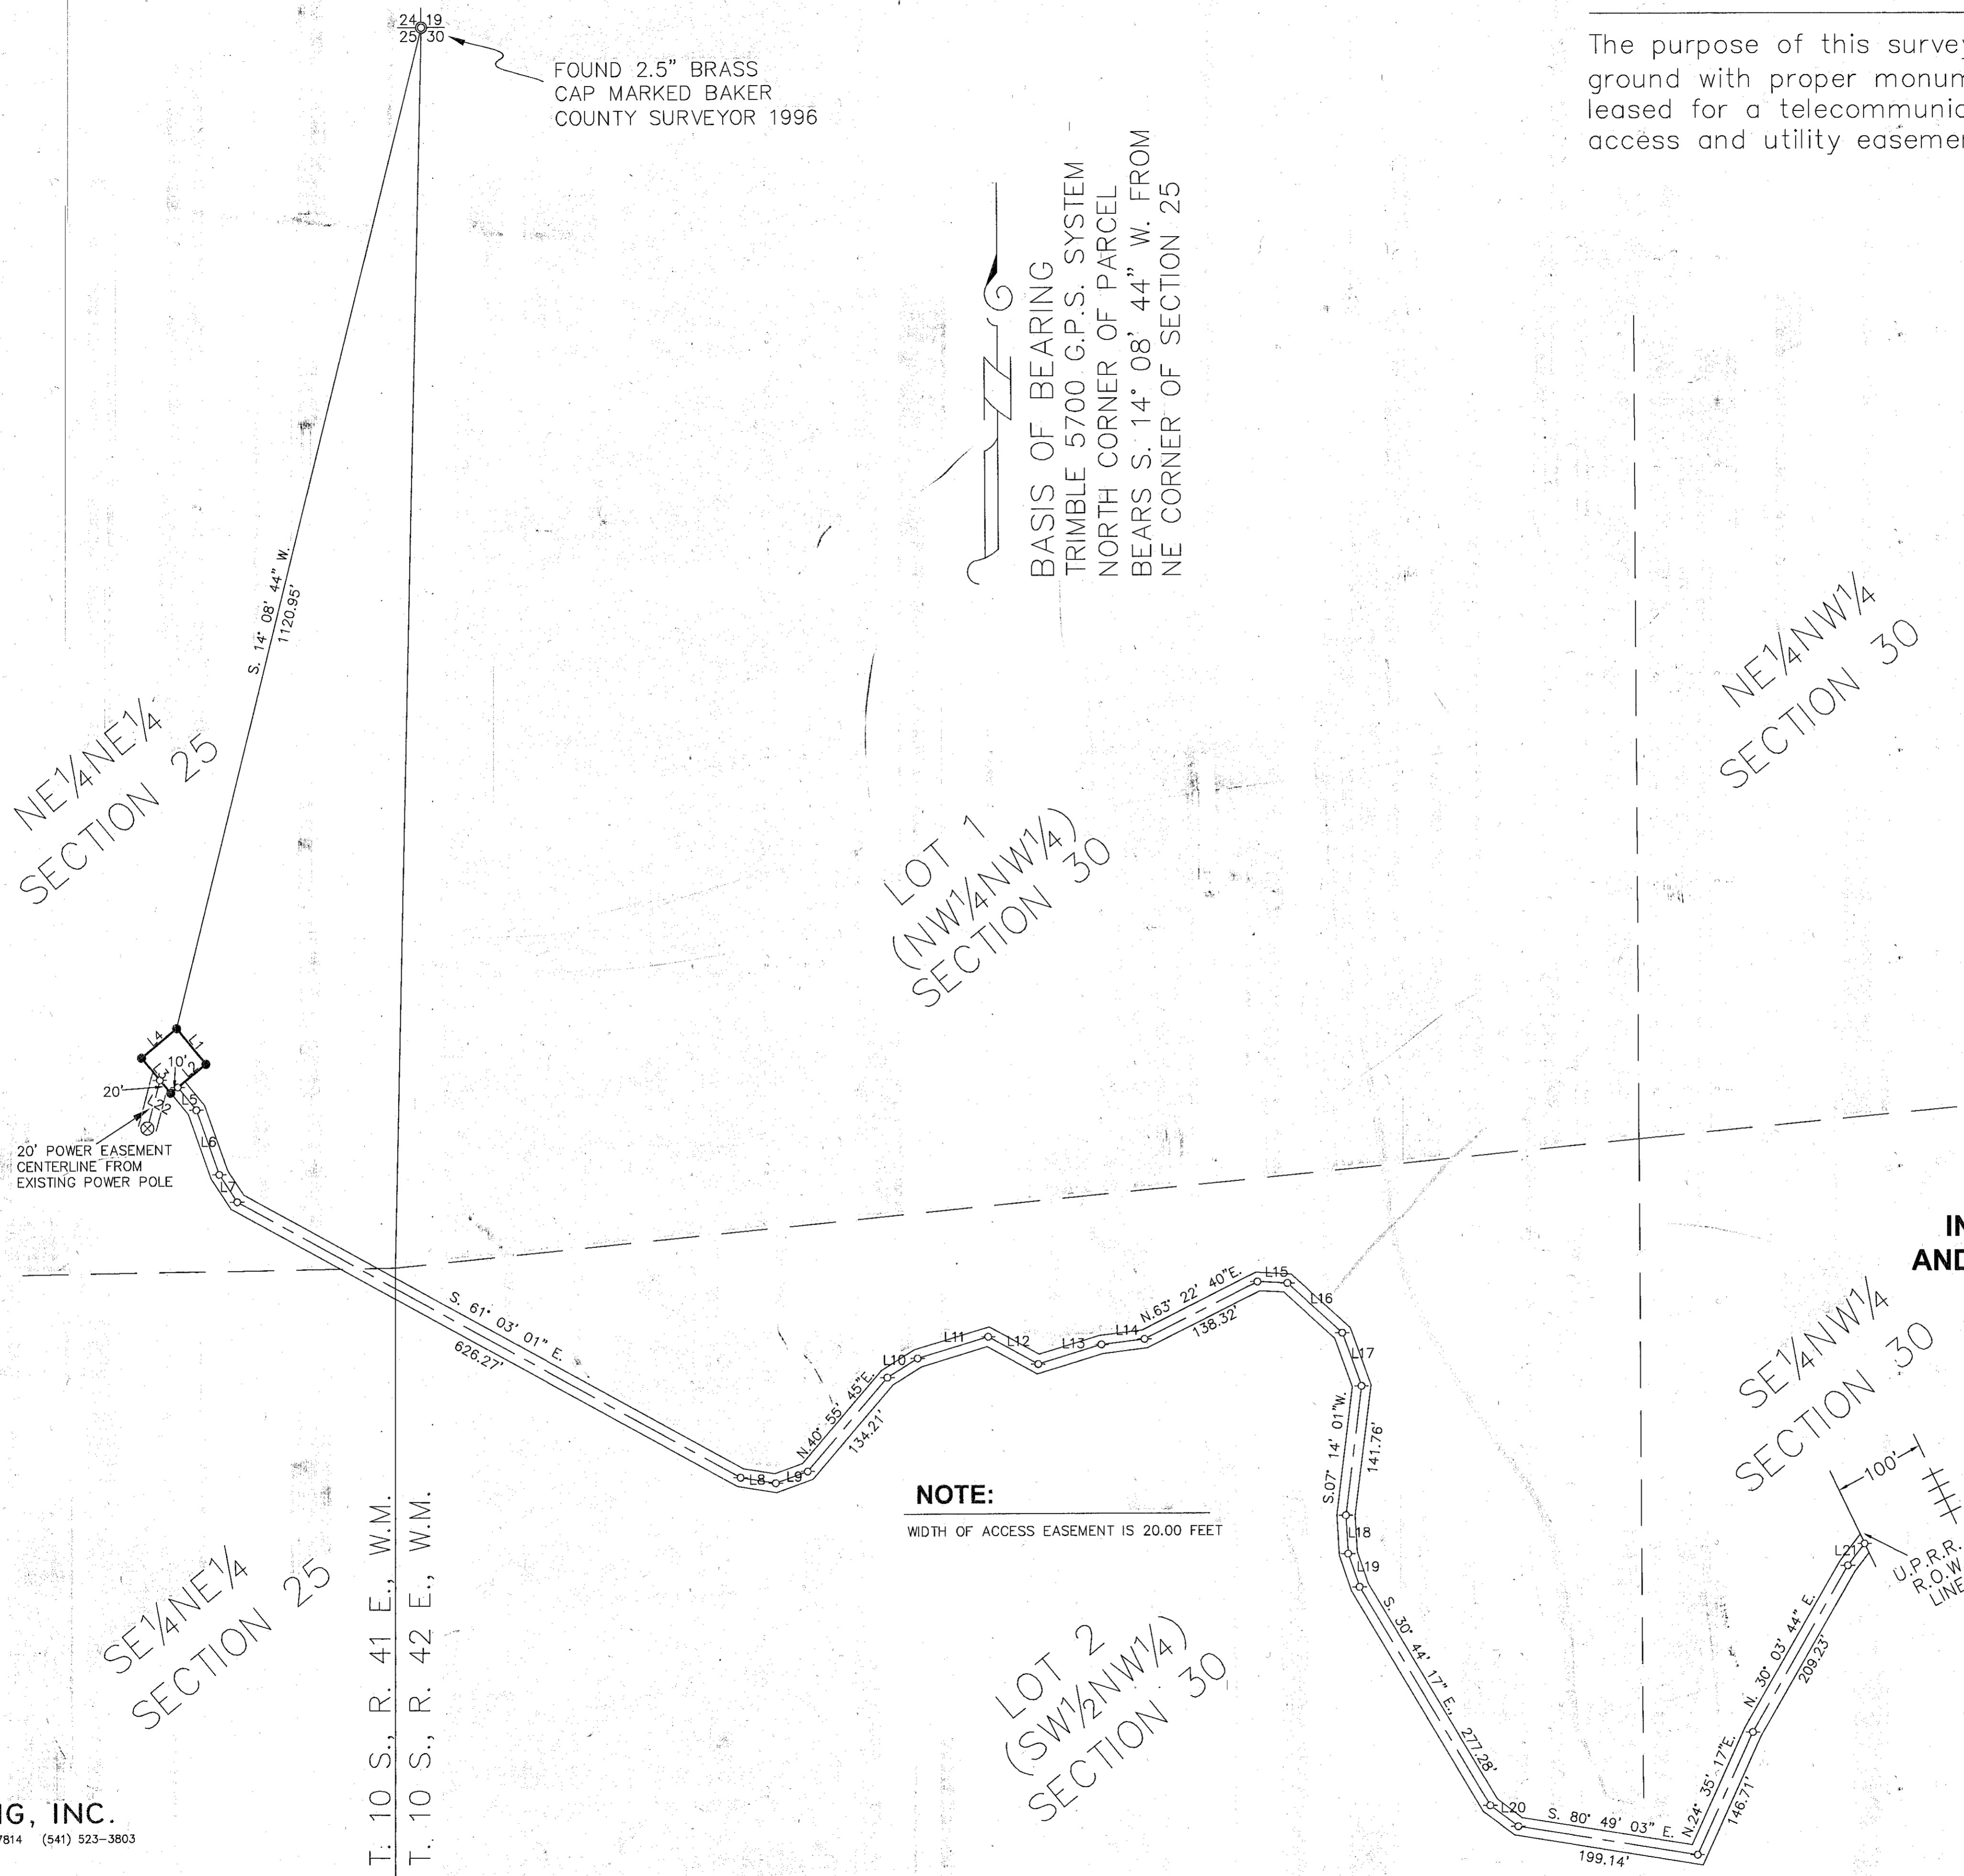 24 19
25 30
FOUND 2.5" BRASS
CAP MARKED BAKER
COUNTY SURVEYOR 1996
The purpose of this survey
ground with proper monum
leased for a telecommunic
access and utility easemen
BASIS OF BEARING
TRIMBLE 5700 G.P.S. SYSTEM
NORTH CORNER OF PARCEL
BEARS S. 14° 08' 44" W. FROM
NE CORNER OF SECTION 25
S. 14° 08' 44" W.
1120.95'
NE¼NE¼
SECTION 25
NE¼NW¼
SECTION 30
LOT 1
(NW¼NW¼)
SECTION 30
L4
L1
10'
L3
L2
20'
L22
L5
L6
L7
20' POWER EASEMENT
CENTERLINE FROM
EXISTING POWER POLE
S. 61° 03' 01" E.
626.27'
L8
L9
N.40° 55' 45"E.
134.21'
L10
L11
L12
L13
L14
N.63° 22' 40"E.
138.32'
L15
L16
L17
S.07° 14' 01"W.
141.76'
L18
L19
S. 30° 44' 17" E.,
277.28'
L20
S. 80° 49' 03" E.
199.14'
N.24° 35' 17"E.
146.71'
N. 30° 03' 44" E.
209.23'
L21
100'
U.P.R.R.
R.O.W
LINE
IN
AND
SE¼NW¼
SECTION 30
NOTE:
WIDTH OF ACCESS EASEMENT IS 20.00 FEET
SE¼NE¼
SECTION 25
T. 10 S., R. 41 E., W.M.
T. 10 S., R. 42 E., W.M.
LOT 2
(SW½NW¼)
SECTION 30
G, INC.
7814 (541) 523-3803